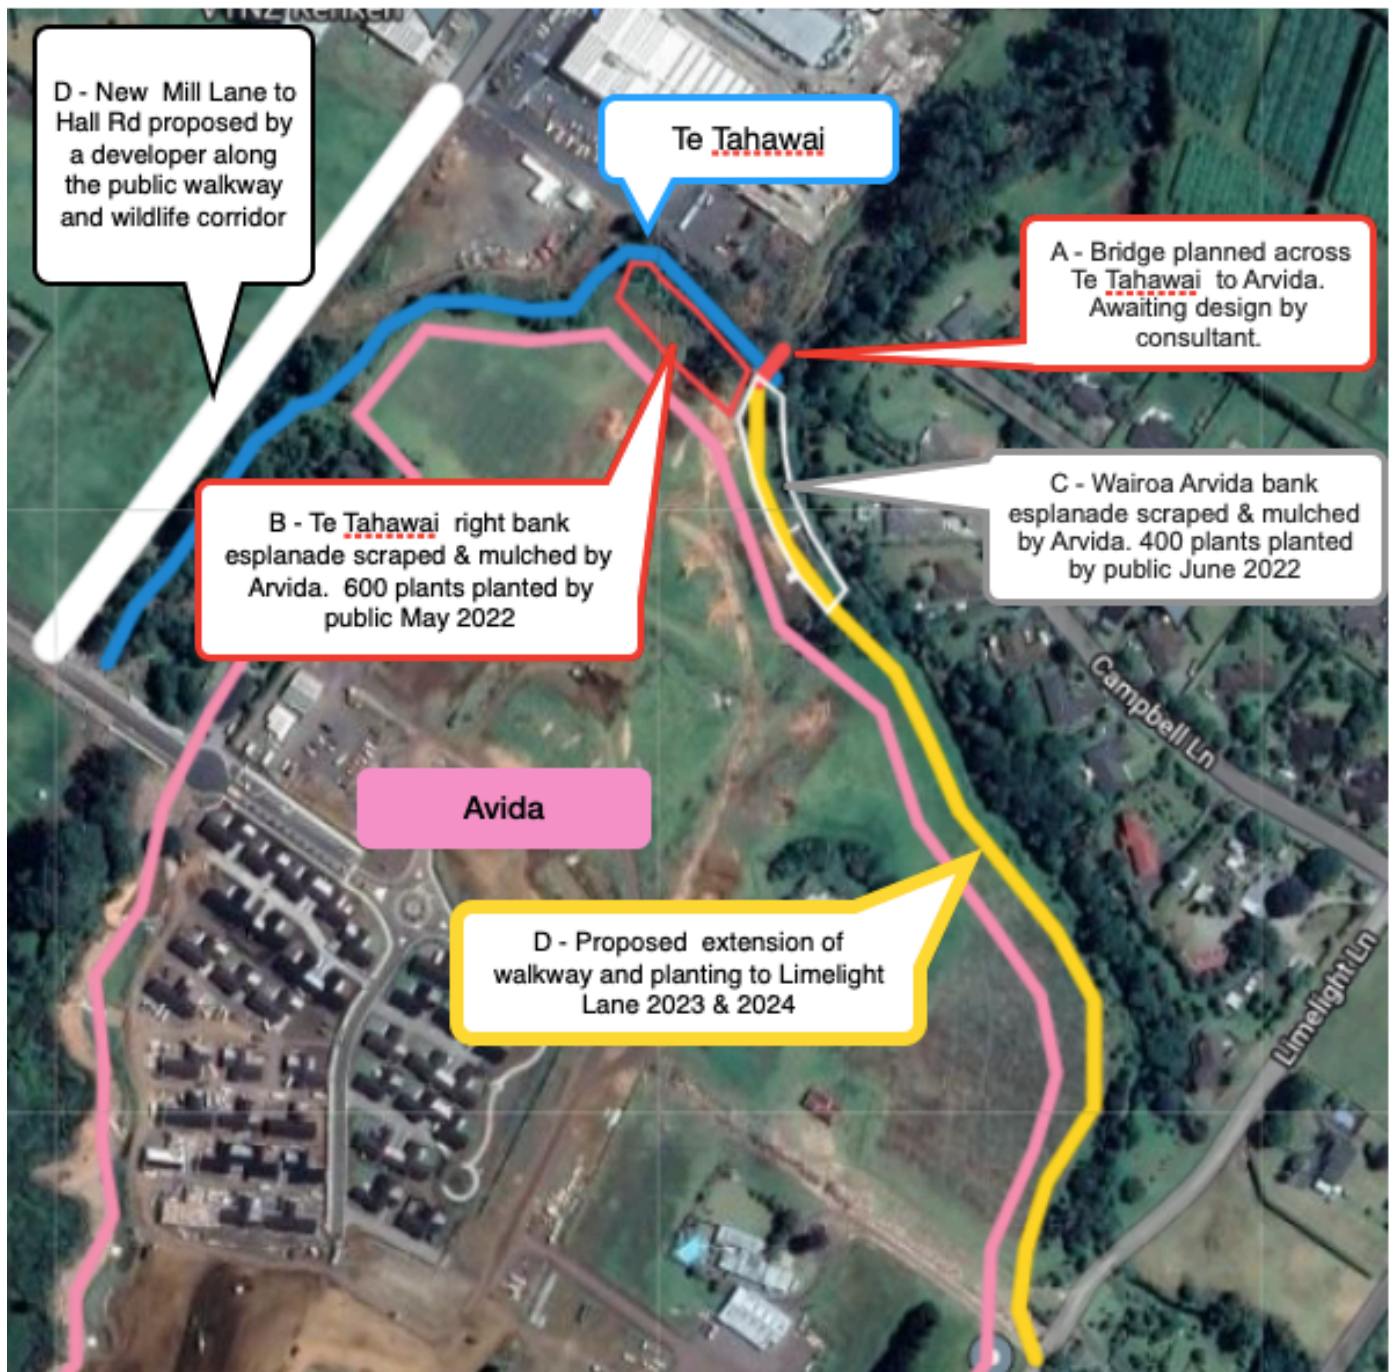 VTNZ Kerikeri
D - New Mill Lane to
Hall Rd proposed by
a developer along
the public walkway
and wildlife corridor
Te Tahawai
A - Bridge planned across
Te Tahawai to Arvida.
Awaiting design by
consultant.
C - Wairoa Arvida bank
esplanade scraped & mulched
by Arvida. 400 plants planted
by public June 2022
B - Te Tahawai right bank
esplanade scraped & mulched by
Arvida. 600 plants planted by
public May 2022
Campbell Ln
Avida
D - Proposed extension of
walkway and planting to Limelight
Lane 2023 & 2024
Limelight Ln